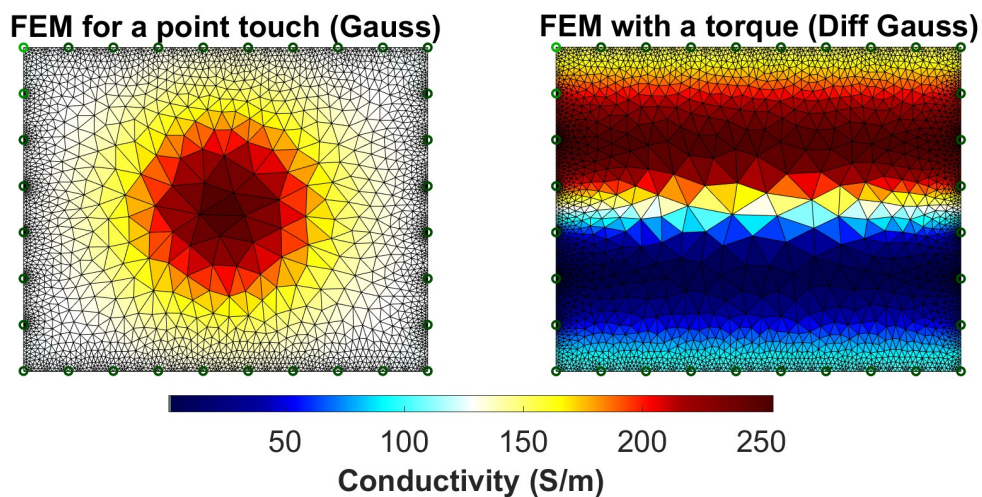 FEM for a point touch (Gauss)
FEM with a torque (Diff Gauss)
50 100 150 200 250
Conductivity (S/m)